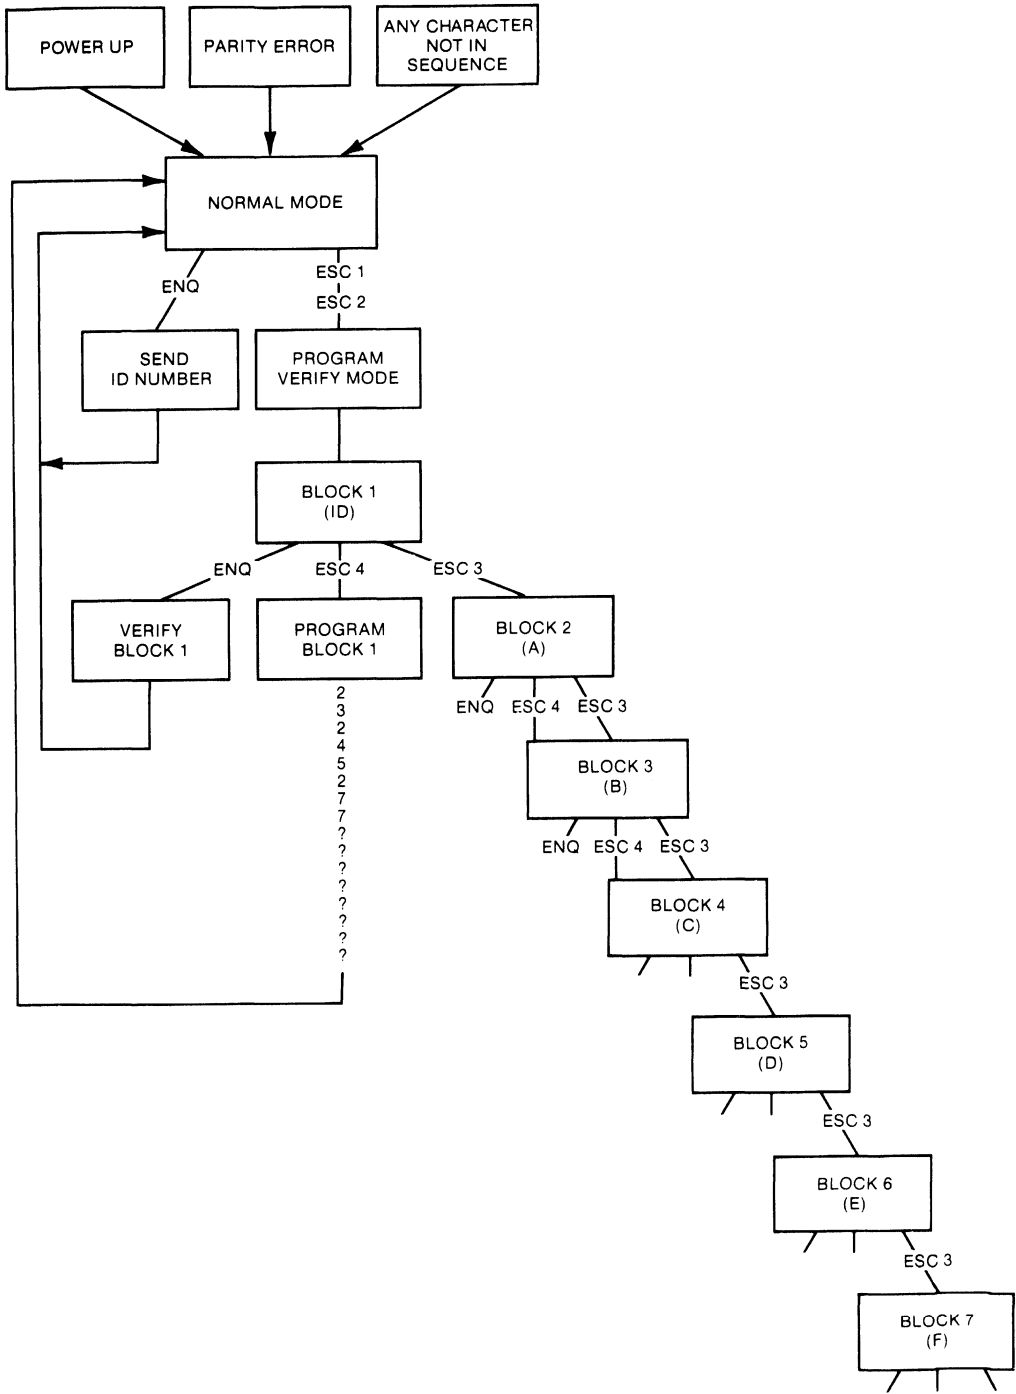 POWER UP
PARITY ERROR
ANY CHARACTER
NOT IN
SEQUENCE
NORMAL MODE
ENQ
ESC 1
ESC 2
SEND
ID NUMBER
PROGRAM
VERIFY MODE
BLOCK 1
(ID)
ENQ
ESC 4
ESC 3
VERIFY
BLOCK 1
PROGRAM
BLOCK 1
BLOCK 2
(A)
2
3
2
4
5
2
7
7
?
?
?
?
?
?
?
?
ENQ
ESC 4
ESC 3
BLOCK 3
(B)
ENQ
ESC 4
ESC 3
BLOCK 4
(C)
ESC 3
BLOCK 5
(D)
ESC 3
BLOCK 6
(E)
ESC 3
BLOCK 7
(F)